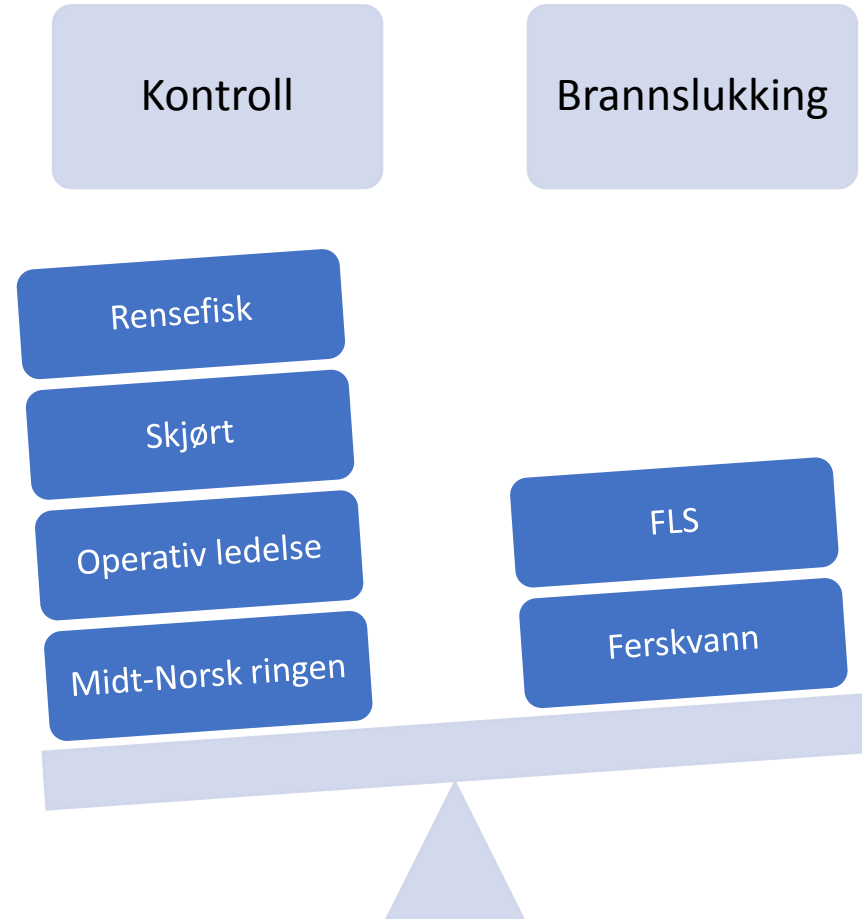 Kontroll
Brannslukking
Rensefisk
Skjørt
Operativ ledelse
Midt-Norsk ringen
FLS
Ferskvann